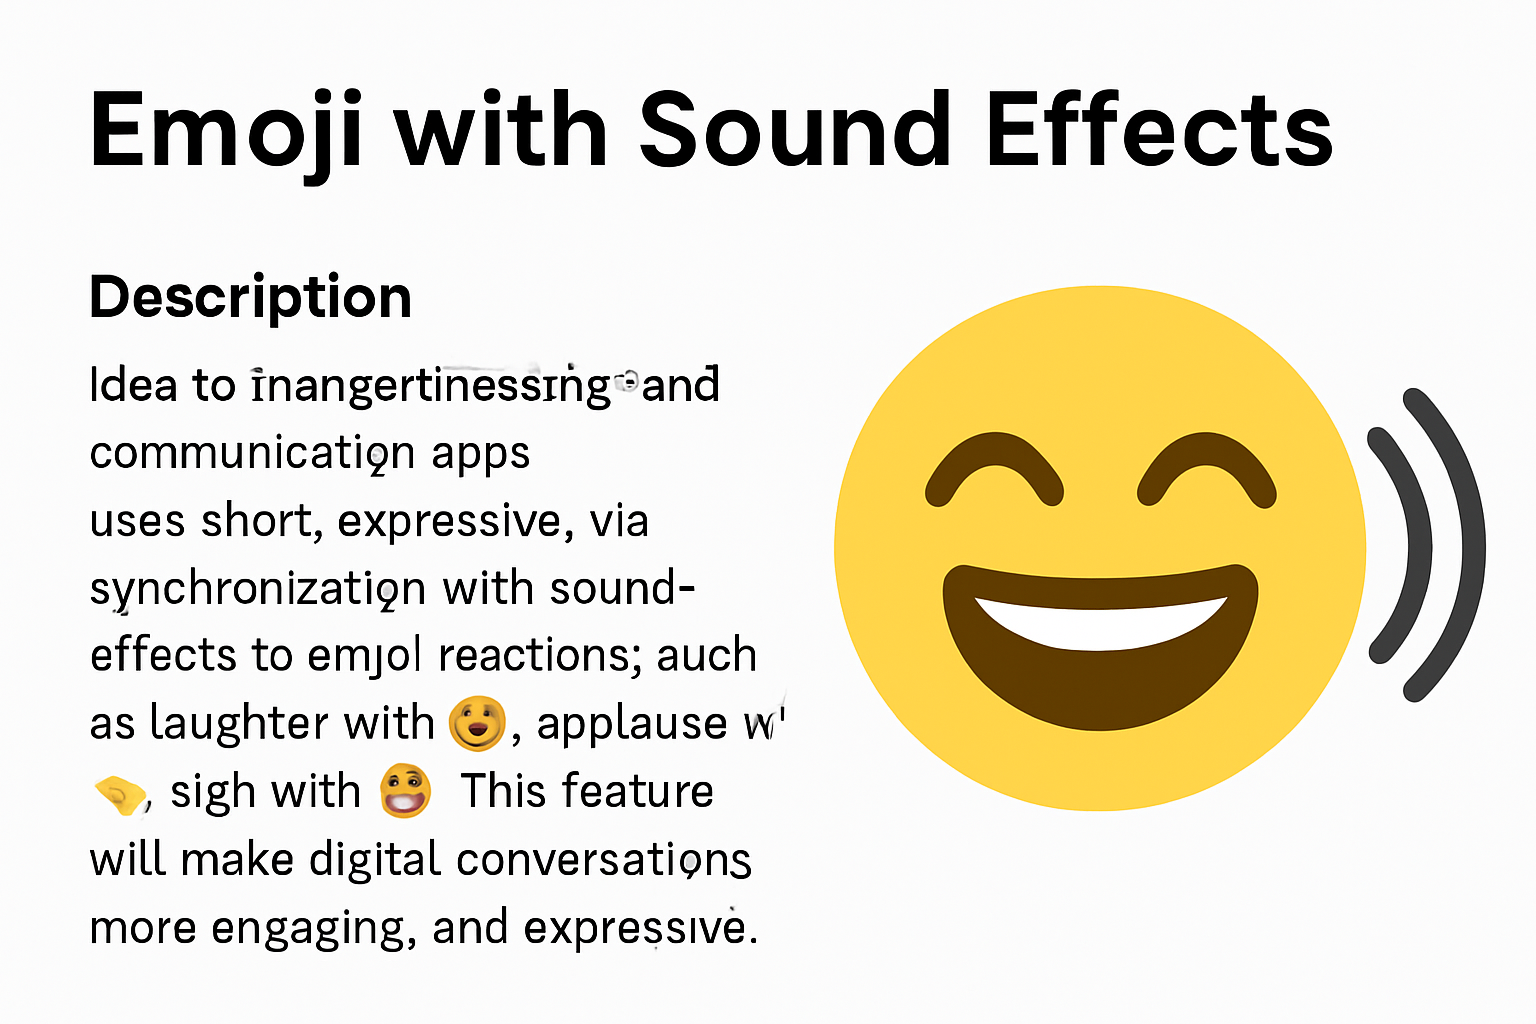 Emoji with Sound Effects
Description
Idea to and
communication apps
uses short, expressive, via
synchronization with sound-
effects to emjol reactions; auch
as laughter with , applause
, sigh with This feature
will make digital conversations
more engaging, and expressive.